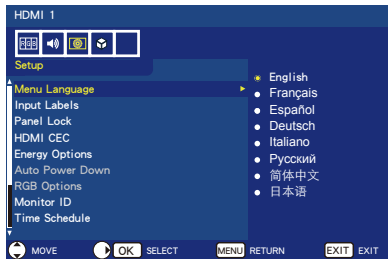 HDMI 1
RGB
Setup
Menu Language
Input Labels
Panel Lock
HDMI CEC
Energy Options
Auto Power Down
RGB Options
Monitor ID
Time Schedule
English
Français
Español
Deutsch
Italiano
Русский
简体中文
日本语
MOVE OK SELECT MENU RETURN EXIT EXIT